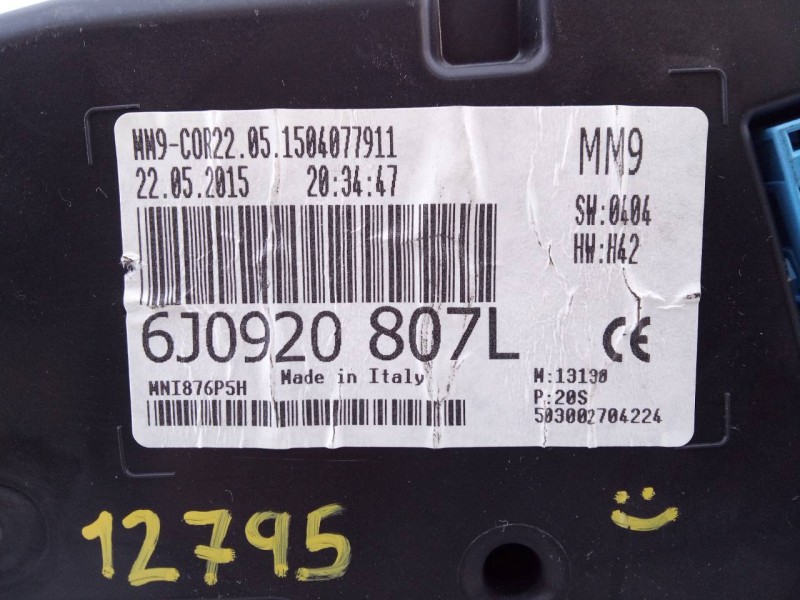 MM9-COR22.05.1504077911
22.05.2015 20:34:47
MM9
SW:0404
HW:H42
6J0920 807L
CE
MNI876P5H Made in Italy
M:13190
P:20S
503002704224
12795